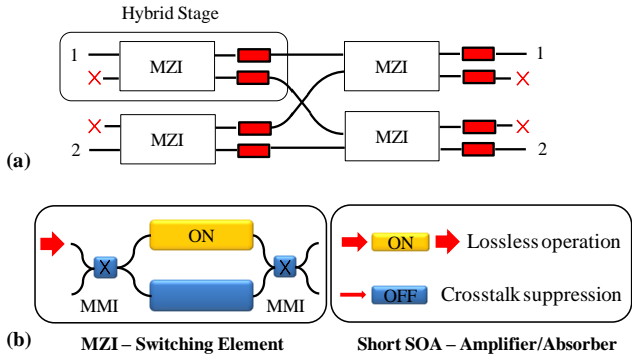 Hybrid Stage
1 MZI MZI 1
2 MZI MZI 2
(a)
ON ON Lossless operation
X X
MMI MMI OFF Crosstalk suppression
(b) MZI – Switching Element Short SOA – Amplifier/Absorber